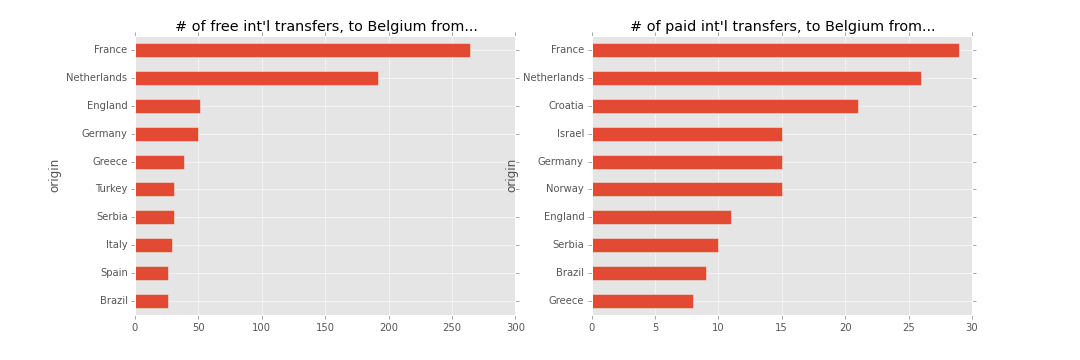 # of free int'l transfers, to Belgium from...
France
Netherlands
England
Germany
Greece
Turkey
Serbia
Italy
Spain
Brazil
origin
0 50 100 150 200 250 300
# of paid int'l transfers, to Belgium from...
France
Netherlands
Croatia
Israel
Germany
Norway
England
Serbia
Brazil
Greece
origin
0 5 10 15 20 25 30